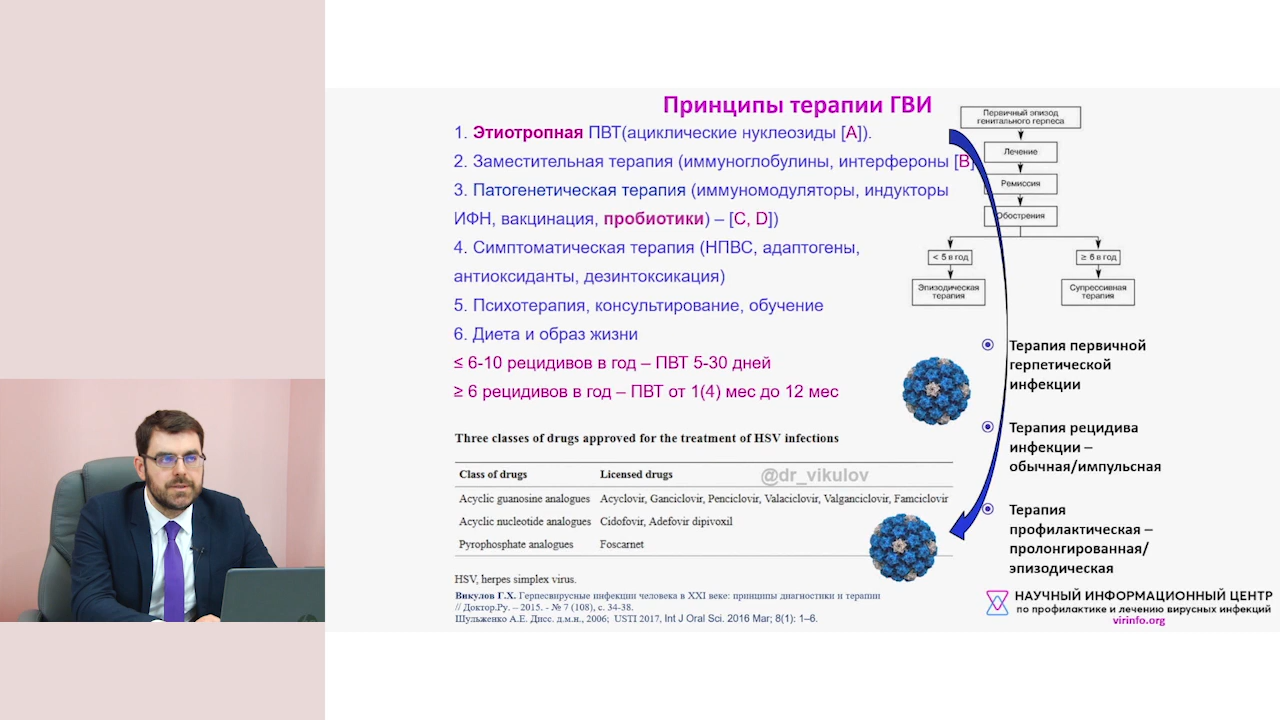 Принципы терапии ГВИ
1. Этиотропная ПВТ(ациклические нуклеозиды [A]).
2. Заместительная терапия (иммуноглобулины, интерфероны [B]
3. Патогенетическая терапия (иммуномодуляторы, индукторы
ИФН, вакцинация, пробиотики) – [C, D])
4. Симптоматическая терапия (НПВС, адаптогены,
антиоксиданты, дезинтоксикация)
5. Психотерапия, консультирование, обучение
6. Диета и образ жизни
≤ 6-10 рецидивов в год – ПВТ 5-30 дней
≥ 6 рецидивов в год – ПВТ от 1(4) мес до 12 мес
Первичный эпизод
генитального герпеса
Лечение
Ремиссия
Обострения
< 5 в год
≥ 6 в год
Эпизодическая
терапия
Супрессивная
терапия
Терапия первичной
герпетической
инфекции
Терапия рецидива
инфекции –
обычная/импульсная
Терапия
профилактическая –
пролонгированная/
эпизодическая
Three classes of drugs approved for the treatment of HSV infections
@dr_vikulov
Class of drugs Licensed drugs
Acyclic guanosine analogues Acyclovir, Ganciclovir, Penciclovir, Valaciclovir, Valganciclovir, Famciclovir
Acyclic nucleotide analogues Cidofovir, Adefovir dipivoxil
Pyrophosphate analogues Foscarnet
HSV, herpes simplex virus.
Викулов Г.Х. Герпесвирусные инфекции человека в XXI веке: принципы диагностики и терапии
// Доктор.Ру. – 2015. - № 7 (108), с. 34-38.
Шульженко А.Е. Дисс. д.м.н., 2006; USTI 2017, Int J Oral Sci. 2016 Mar; 8(1): 1–6.
НАУЧНЫЙ ИНФОРМАЦИОННЫЙ ЦЕНТР
по профилактике и лечению вирусных инфекций
virinfo.org